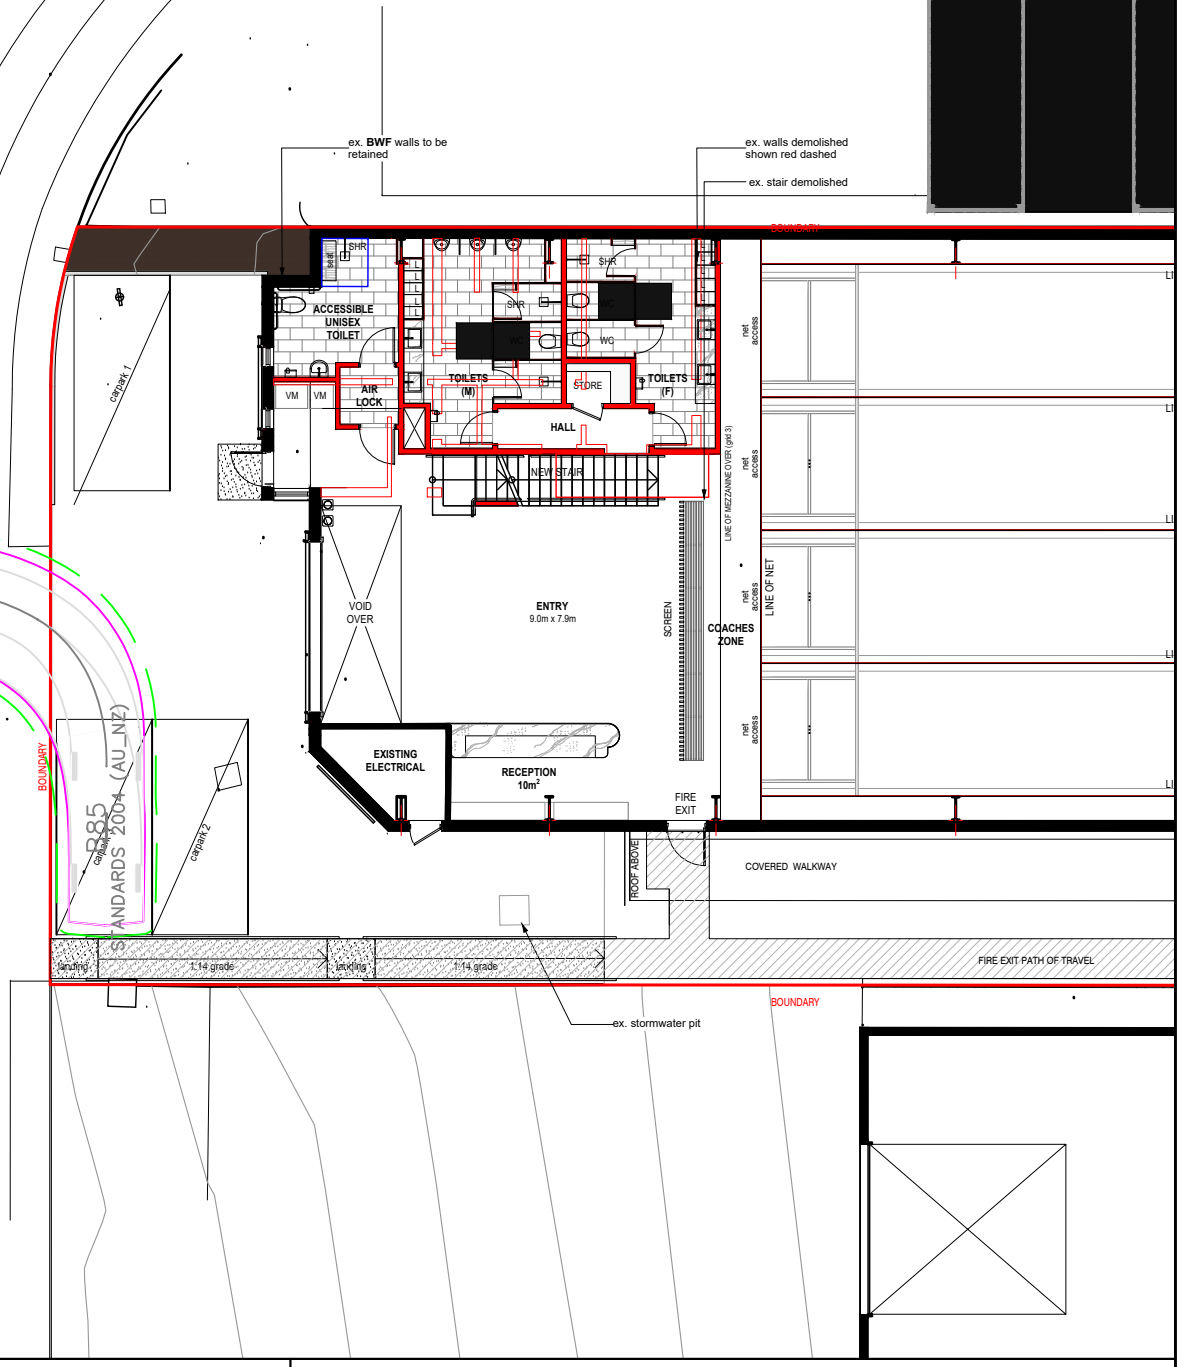 ex. BWF walls to be
retained
ex. walls demolished
shown red dashed
ex. stair demolished
BOUNDARY
SHR
seat
ACCESSIBLE
UNISEX
TOILET
L
L
L
L
SHR
WC
TOILETS
(M)
SHR
WC
WC
STORE
TOILETS
(F)
L
L
L
L
VM
VM
AIR
LOCK
HALL
NEW STAIR
carpark 1
net
access
net
access
net
access
net
access
LINE OF MEZZANINE OVER (grid 3)
LINE OF NET
LI
LI
LI
LI
LI
VOID
OVER
ENTRY
9.0m x 7.9m
SCREEN
COACHES
ZONE
EXISTING
ELECTRICAL
RECEPTION
10m²
FIRE
EXIT
BOUNDARY
B85
STANDARDS 2004 (AU_NZ)
carpark 2
ROOF ABOVE
COVERED WALKWAY
landing
1:14 grade
landing
1:14 grade
FIRE EXIT PATH OF TRAVEL
BOUNDARY
ex. stormwater pit